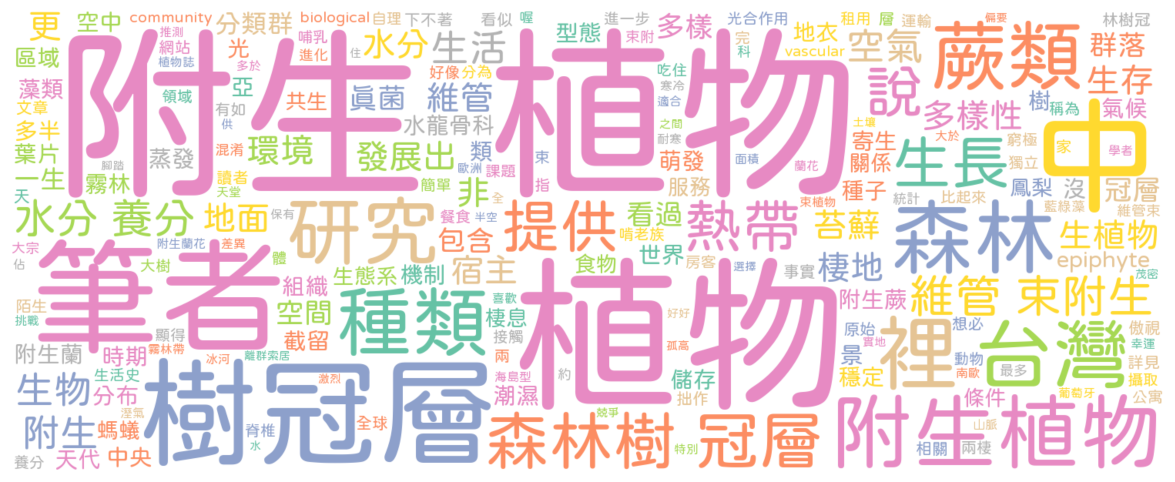 更 空中 community 分類群 biological 自理 下不著 看似 喔 進一步 光合作用 租用 層 運輸 偏要 林樹冠
區域 推測 網站 植物誌 光 多於 哺乳 進化 住 水分 生活 型態 束附 多樣 完 科 vascular 地衣 空氣 蕨類 群落
藻類 領域 亞 共生 真菌 好像 分為 維管 吃住 寒冷 適合 說 生存
文章 有如 供 水龍骨科 之間 耐寒 多樣性 樹 稱為 氣候
附生 植物 中
多半 葉片 腳踏 蒸發 混淆 環境 發展出 類 歐洲 課題 束 指 萌發 面積 蘭花 土壤 寄生 關係 大於 窮極 家 學者
一生 天 霧林 讀者 天堂 簡單 非 全 服務 束植物 種子 生長 獨立 鳳梨 沒 冠層
水分 養分 地面 保有 研究 餐食 半空 提供 看過 啃老族 熱帶 苔蘚 統計 比起來 藍綠藻 維管束
大宗 佔 附生蘭花 差異 體 包含 世界 房客 選擇 事實 森林 生植物 epiphyte
筆者 大樹 組織 生態系 機制 宿主 食物 棲地 茂密
陌生 挑戰 顯得 空間 種類 喜歡 棲息 植物 好好 附生蕨 維管 束附生
附生蘭 時期 霧林帶 冰河 離群索居 截留 接觸 兩 孤高 原始 實地 想必 裡 台灣 傲視 幸運
生物 生活史 分布 溼氣 樹冠層 激烈 海島型 潮濕 約 儲存 拙作 景 穩定 動物 南歐 最多 詳見 攝取
附生 螞蟻 脊椎 全球 競爭 條件 葡萄牙 公寓
養分 天代 中央 水 森林樹 冠層 特別 附生植物 山脈 相關 兩棲